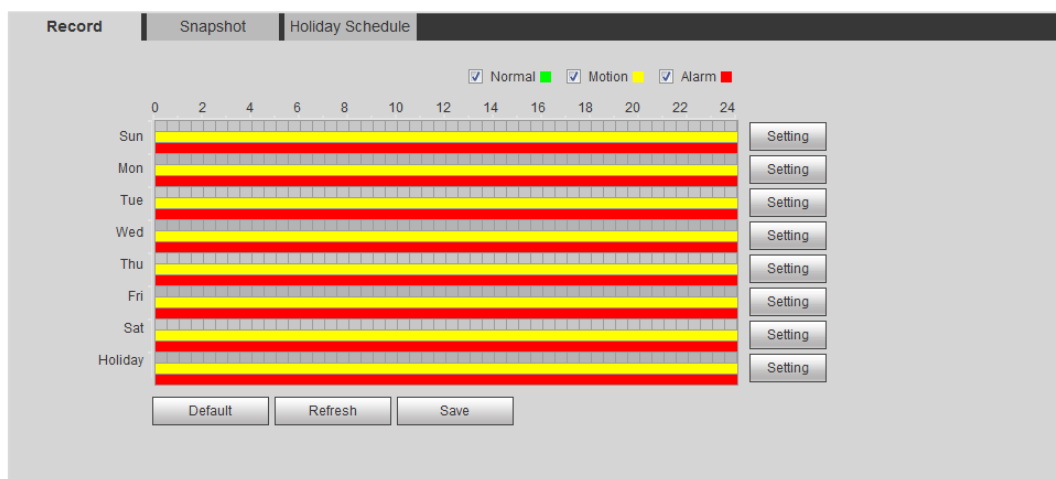 Record Snapshot Holiday Schedule
Normal Motion Alarm
0 2 4 6 8 10 12 14 16 18 20 22 24
Sun Setting
Mon Setting
Tue Setting
Wed Setting
Thu Setting
Fri Setting
Sat Setting
Holiday Setting
Default Refresh Save